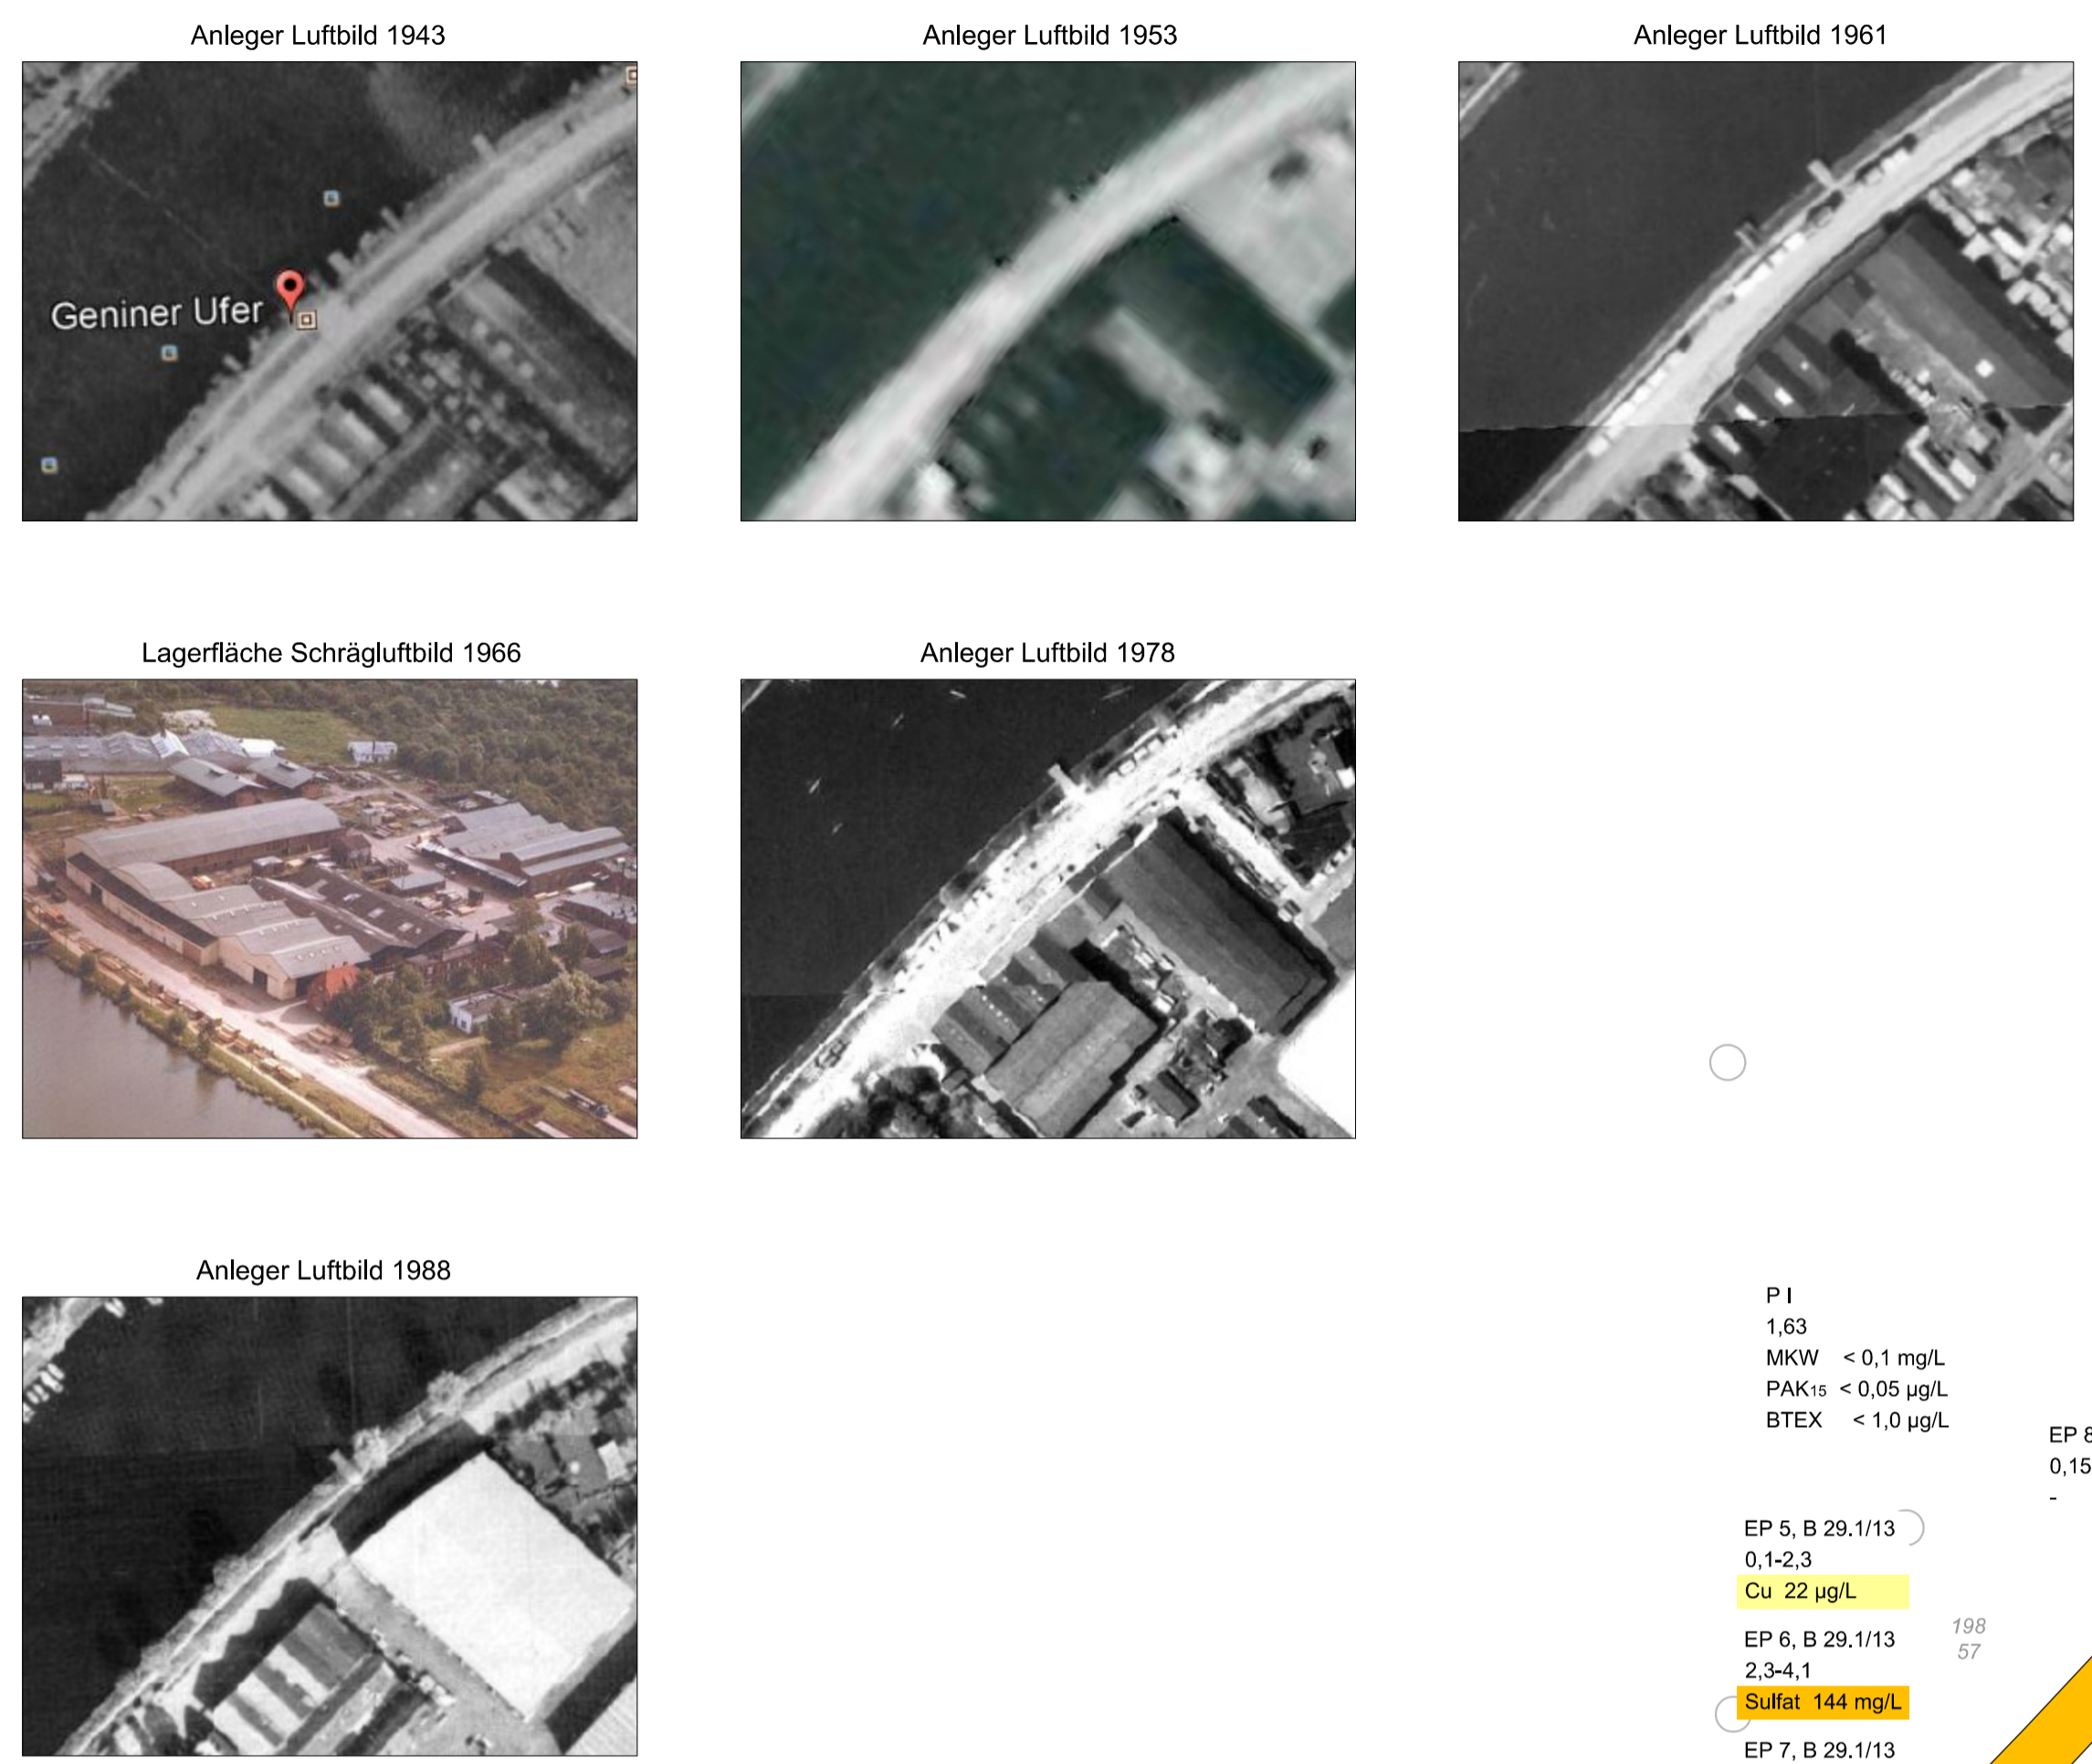 Anleger Luftbild 1943
Anleger Luftbild 1953
Anleger Luftbild 1961
Geniner Ufer
Lagerfläche Schrägluftbild 1966
Anleger Luftbild 1978
Anleger Luftbild 1988
P I
1,63
MKW < 0,1 mg/L
PAK15 < 0,05 µg/L
BTEX < 1,0 µg/L
EP 8
0,15
-
EP 5, B 29.1/13
0,1-2,3
Cu 22 µg/L
198
57
EP 6, B 29.1/13
2,3-4,1
Sulfat 144 mg/L
EP 7, B 29.1/13